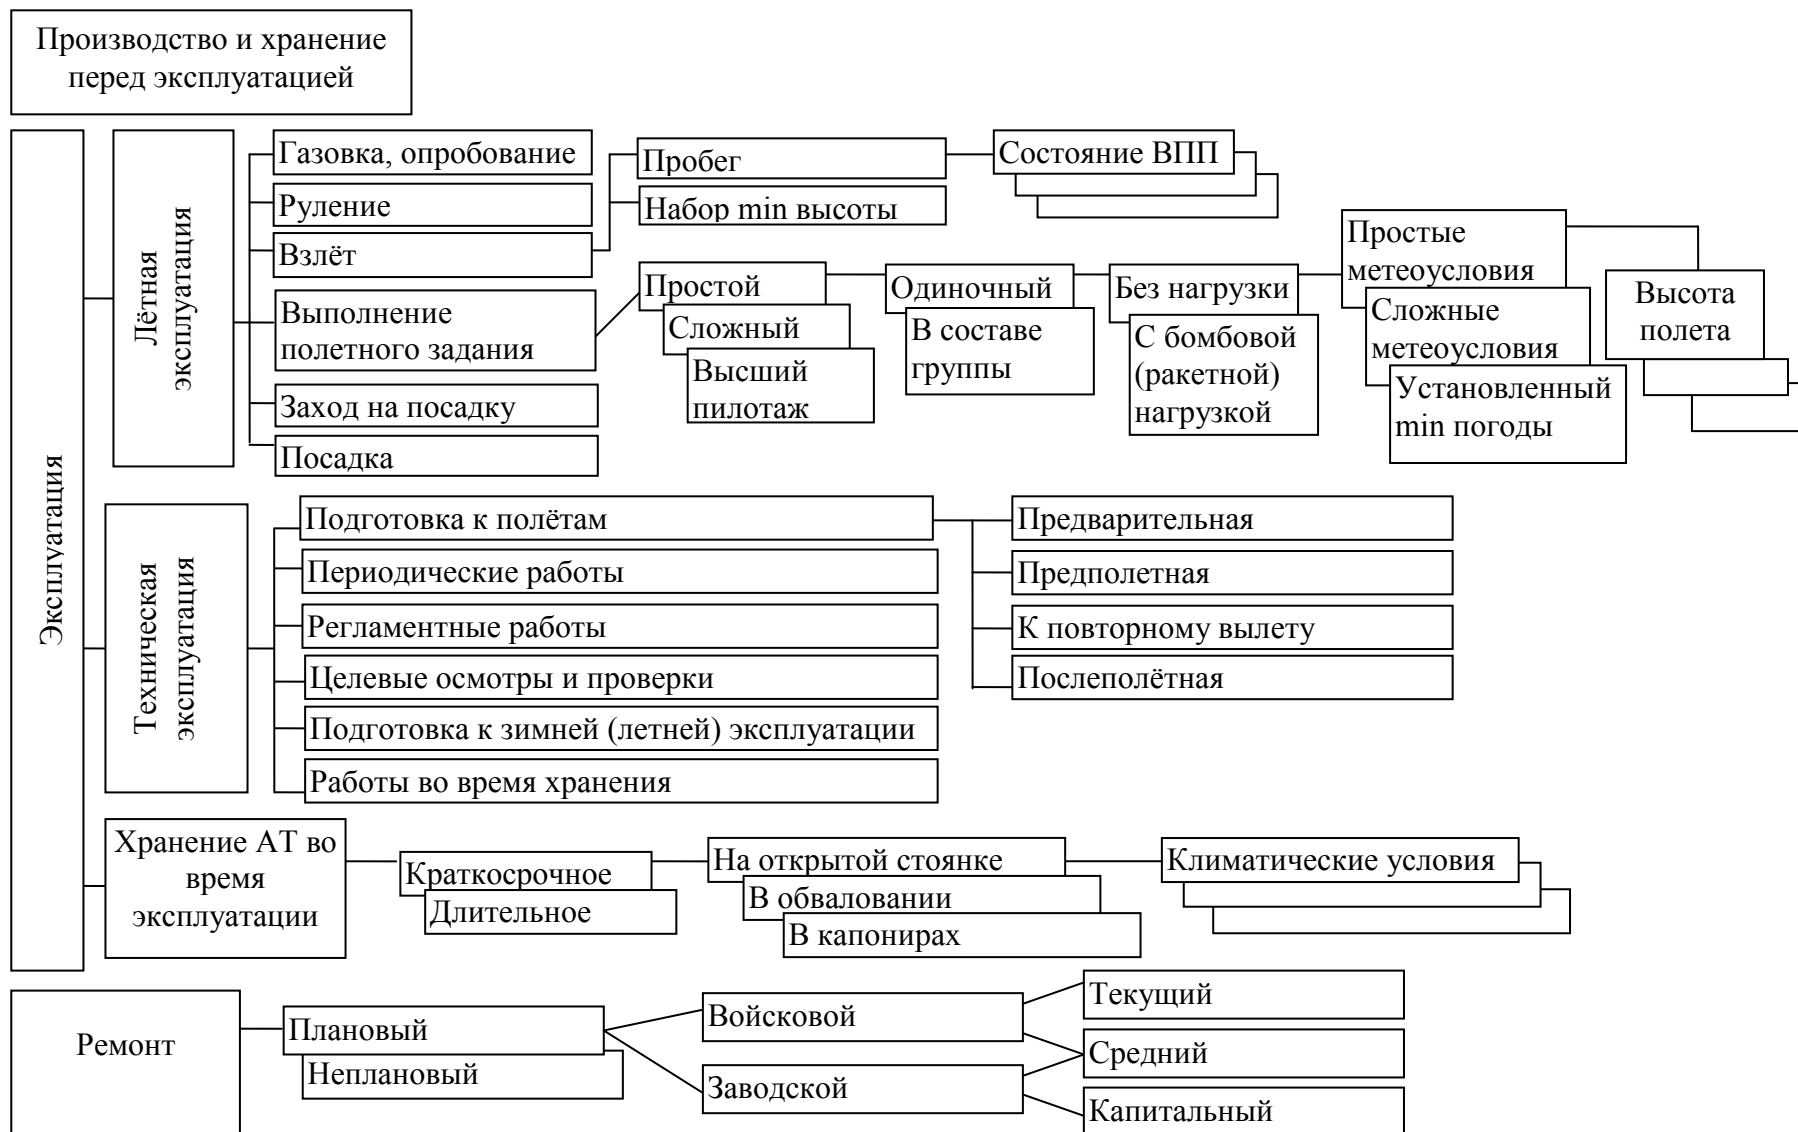 Производство и хранение
перед эксплуатацией
Эксплуатация
Лётная
эксплуатация
Газовка, опробование
Руление
Взлёт
Выполнение
полетного задания
Заход на посадку
Посадка
Пробег
Набор min высоты
Состояние ВПП
Простой
Сложный
Высший
пилотаж
Одиночный
В составе
группы
Без нагрузки
С бомбовой
(ракетной)
нагрузкой
Простые
метеоусловия
Сложные
метеоусловия
Установленный
min погоды
Высота
полета
Техническая
эксплуатация
Подготовка к полётам
Периодические работы
Регламентные работы
Целевые осмотры и проверки
Подготовка к зимней (летней) эксплуатации
Работы во время хранения
Предварительная
Предполетная
К повторному вылету
Послеполётная
Хранение АТ во
время
эксплуатации
Краткосрочное
Длительное
На открытой стоянке
В обваловании
В капонирах
Климатические условия
Ремонт
Плановый
Неплановый
Войсковой
Заводской
Текущий
Средний
Капитальный